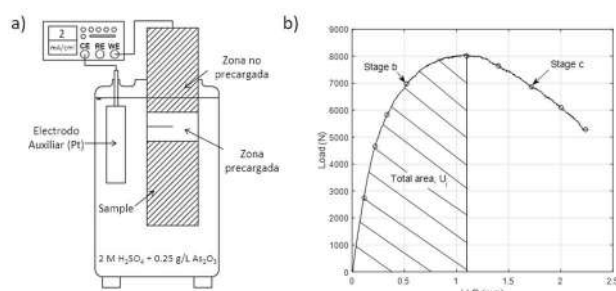 a)
2
mA/cm²
CE RE WE
Zona no
precargada
Electrodo
Auxiliar (Pt)
Zona
precargada
Sample
2 M H₂SO₄ + 0.25 g/L As₂O₃
b)
Load (N)
9000
8000
7000
6000
5000
4000
3000
2000
1000
0
Stage b
Stage c
Total area, U
0 0.5 1 1.5 2 2.5